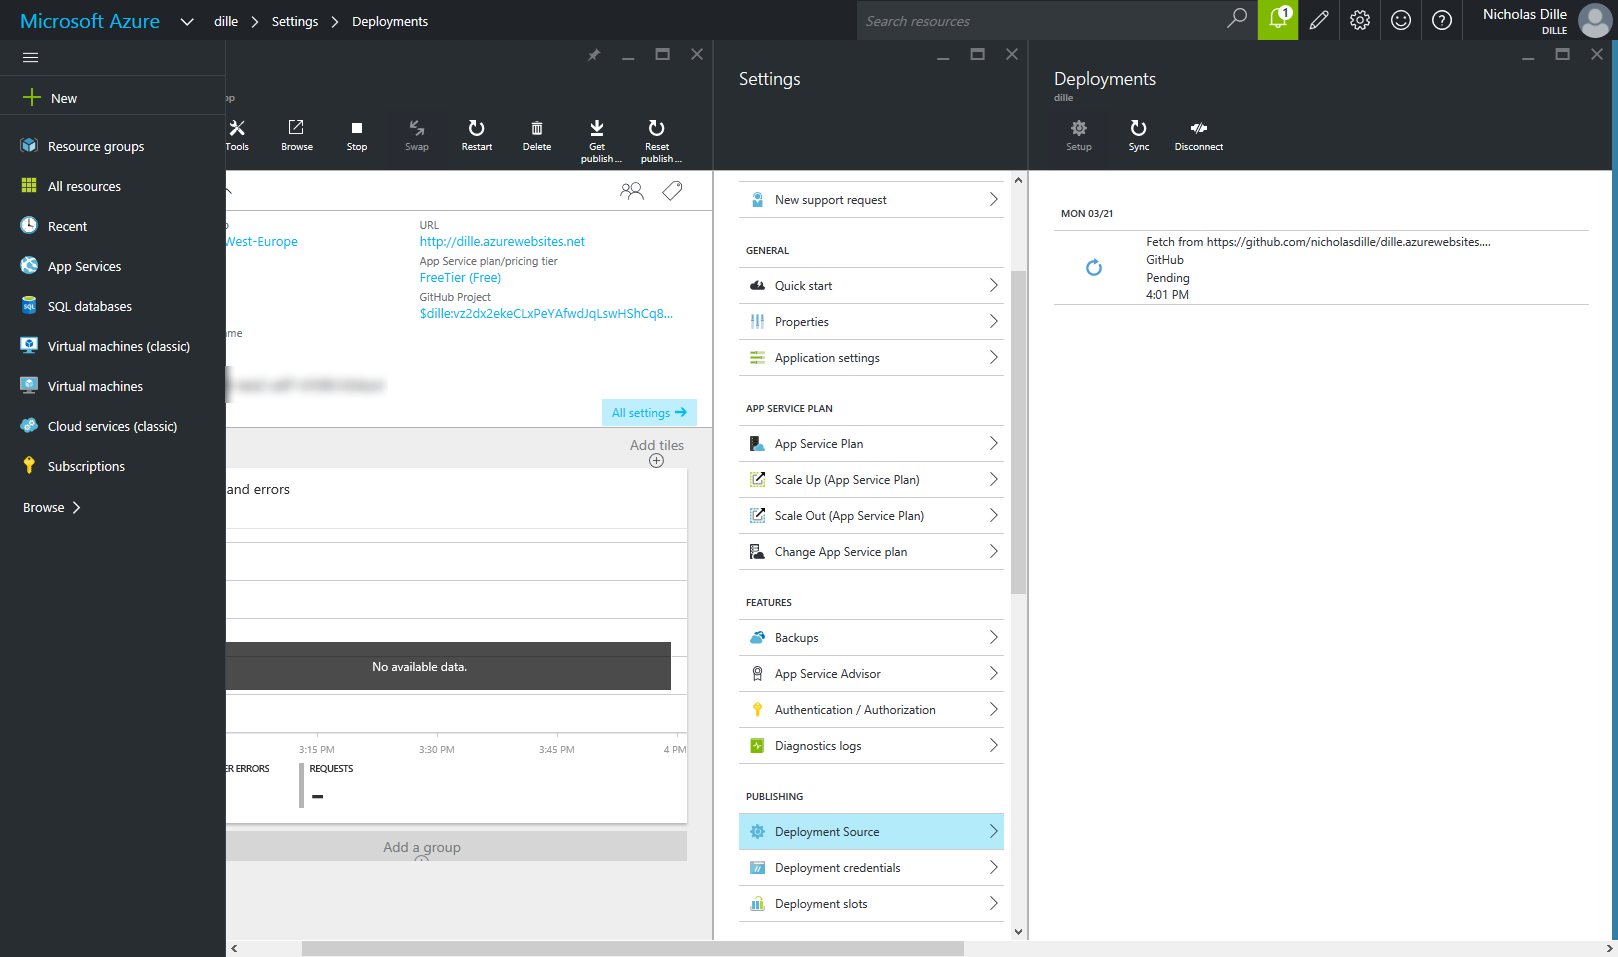 Microsoft Azure
dille
Settings
Deployments
Search resources
1
Nicholas Dille
DILLE
New
Resource groups
All resources
Recent
App Services
SQL databases
Virtual machines (classic)
Virtual machines
Cloud services (classic)
Subscriptions
Browse
Tools
Browse
Stop
Swap
Restart
Delete
Get
publish ...
Reset
publish ...
West-Europe
URL
http://dille.azurewebsites.net
App Service plan/pricing tier
FreeTier (Free)
GitHub Project
$dille:vz2dx2ekeCLxPeYAfwdJqLswHShCq8...
All settings
Add tiles
and errors
No available data.
3:15 PM
3:30 PM
3:45 PM
4 PM
ER ERRORS
REQUESTS
Add a group
Settings
New support request
GENERAL
Quick start
Properties
Application settings
APP SERVICE PLAN
App Service Plan
Scale Up (App Service Plan)
Scale Out (App Service Plan)
Change App Service plan
FEATURES
Backups
App Service Advisor
Authentication / Authorization
Diagnostics logs
PUBLISHING
Deployment Source
Deployment credentials
Deployment slots
Deployments
dille
Setup
Sync
Disconnect
MON 03/21
Fetch from https://github.com/nicholasdille/dille.azurewebsites....
GitHub
Pending
4:01 PM